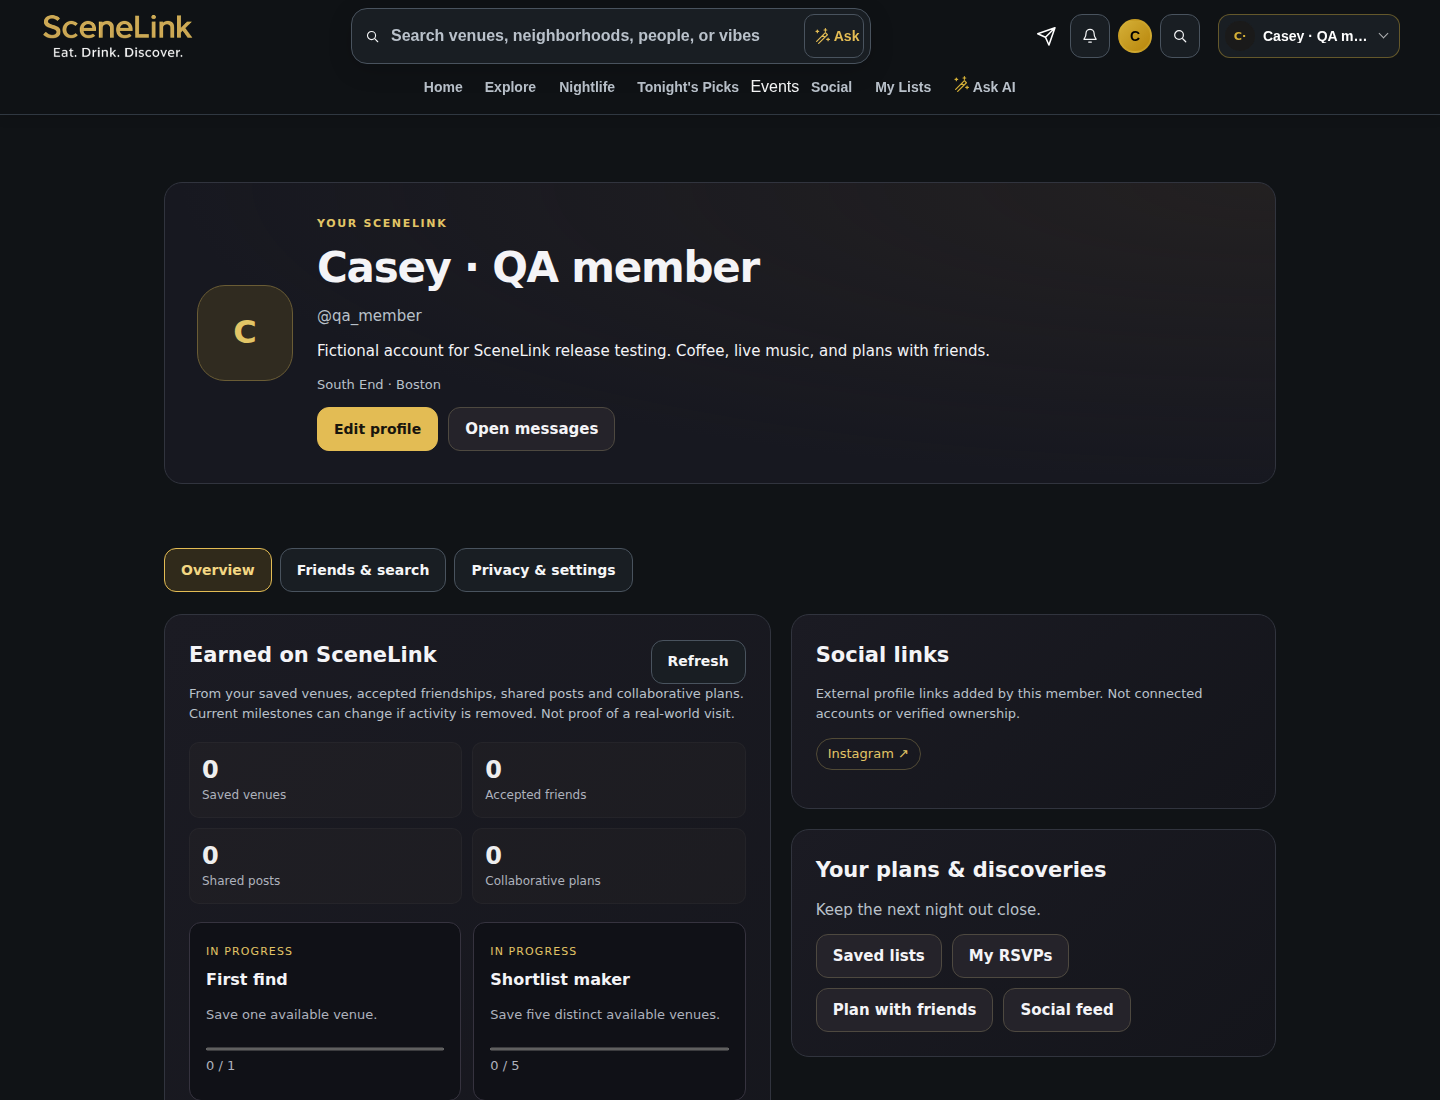 SceneLink
Eat. Drink. Discover.
Search venues, neighborhoods, people, or vibes
Ask
C
C·
Casey · QA m...
Home
Explore
Nightlife
Tonight's Picks
Events
Social
My Lists
Ask AI
YOUR SCENELINK
Casey · QA member
@qa_member
C
Fictional account for SceneLink release testing. Coffee, live music, and plans with friends.
South End · Boston
Edit profile
Open messages
Overview
Friends & search
Privacy & settings
Earned on SceneLink
Refresh
From your saved venues, accepted friendships, shared posts and collaborative plans.
Current milestones can change if activity is removed. Not proof of a real-world visit.
0
Saved venues
0
Accepted friends
0
Shared posts
0
Collaborative plans
IN PROGRESS
First find
Save one available venue.
0 / 1
IN PROGRESS
Shortlist maker
Save five distinct available venues.
0 / 5
Social links
External profile links added by this member. Not connected
accounts or verified ownership.
Instagram ↗
Your plans & discoveries
Keep the next night out close.
Saved lists
My RSVPs
Plan with friends
Social feed